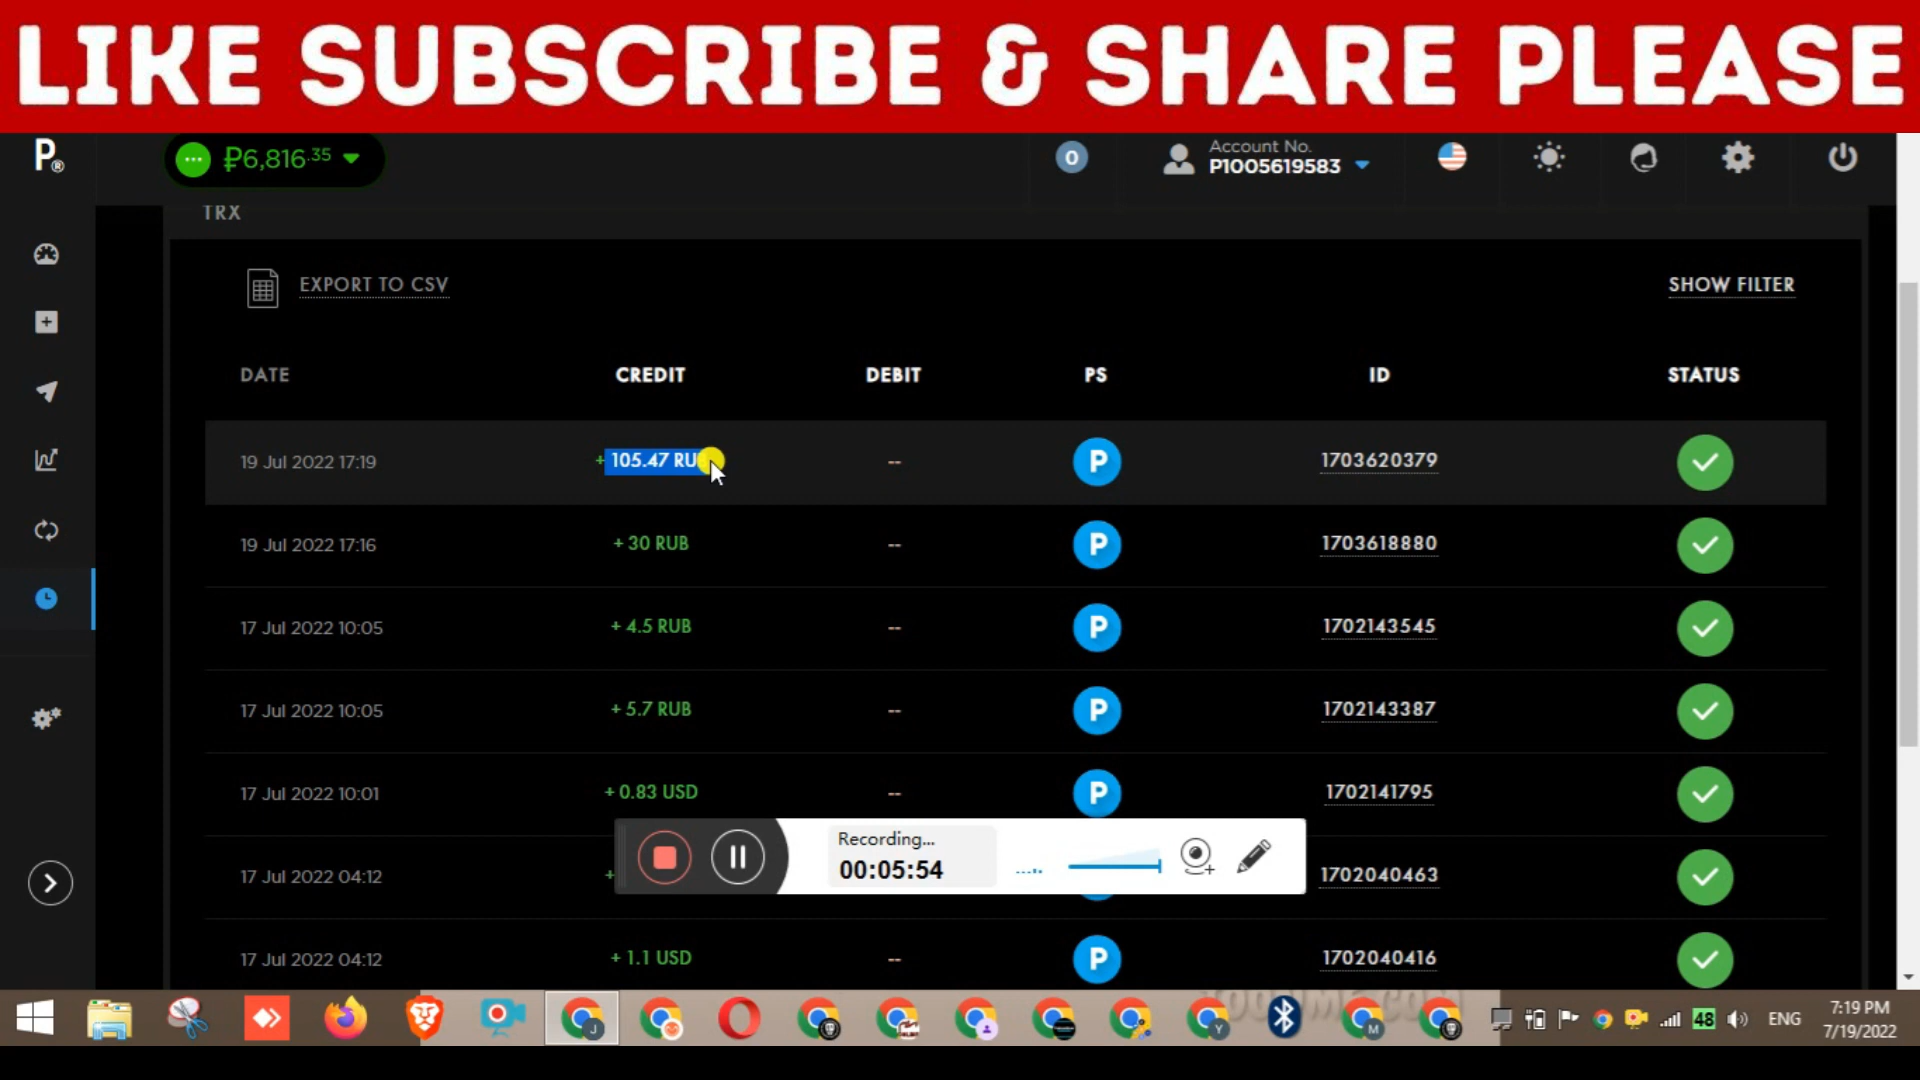 LIKE SUBSCRIBE & SHARE PLEASE
P® ₽6,816.35 0 Account No.
P1005619583
TRX
EXPORT TO CSV SHOW FILTER
DATE CREDIT DEBIT PS ID STATUS
19 Jul 2022 17:19 + 105.47 RU -- P 1703620379
19 Jul 2022 17:16 + 30 RUB -- P 1703618880
17 Jul 2022 10:05 + 4.5 RUB -- P 1702143545
17 Jul 2022 10:05 + 5.7 RUB -- P 1702143387
17 Jul 2022 10:01 + 0.83 USD -- P 1702141795
Recording...
00:05:54
17 Jul 2022 04:12 + 1702040463
17 Jul 2022 04:12 + 1.1 USD -- P 1702040416
48 ENG 7:19 PM
7/19/2022